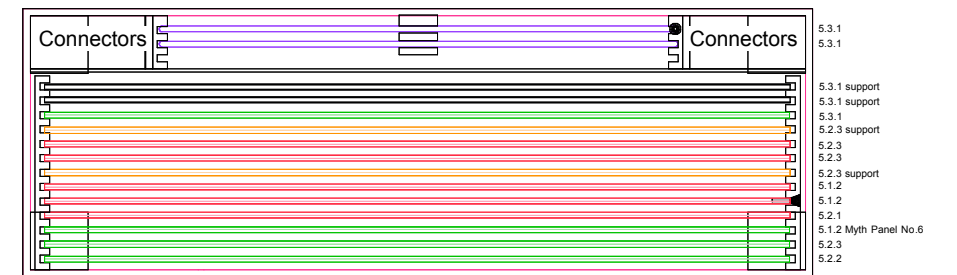 Connectors
Connectors
5.3.1
5.3.1
5.3.1 support
5.3.1 support
5.3.1
5.2.3 support
5.2.3
5.2.3
5.2.3 support
5.1.2
5.1.2
5.2.1
5.1.2 Myth Panel No.6
5.2.3
5.2.2